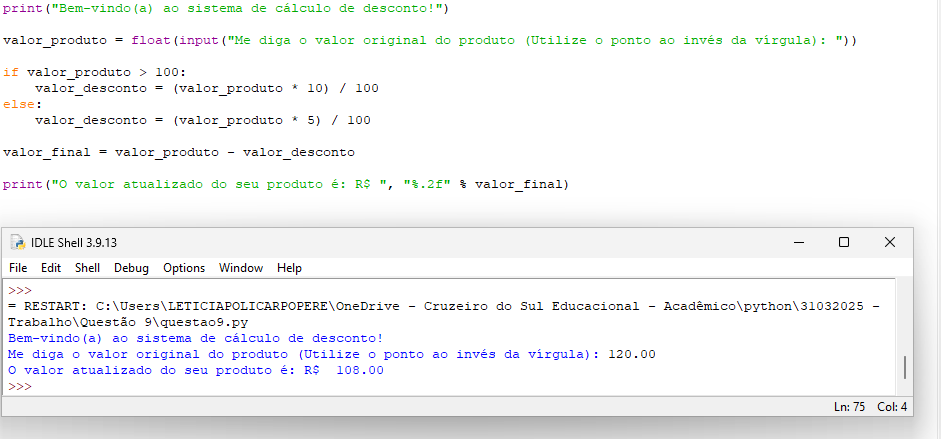 print("Bem-vindo(a) ao sistema de cálculo de desconto!")
valor_produto = float(input("Me diga o valor original do produto (Utilize o ponto ao invés da vírgula): "))
if valor_produto > 100:
    valor_desconto = (valor_produto * 10) / 100
else:
    valor_desconto = (valor_produto * 5) / 100
valor_final = valor_produto - valor_desconto
print("O valor atualizado do seu produto é: R$ ", "%.2f" % valor_final)
IDLE Shell 3.9.13
File Edit Shell Debug Options Window Help
>>>
= RESTART: C:\Users\LETICIAPOLICARPOPERE\OneDrive - Cruzeiro do Sul Educacional - Acadêmico\python\31032025 -
Trabalho\Questão 9\questao9.py
Bem-vindo(a) ao sistema de cálculo de desconto!
Me diga o valor original do produto (Utilize o ponto ao invés da vírgula): 120.00
O valor atualizado do seu produto é: R$  108.00
>>>
Ln: 75 Col: 4